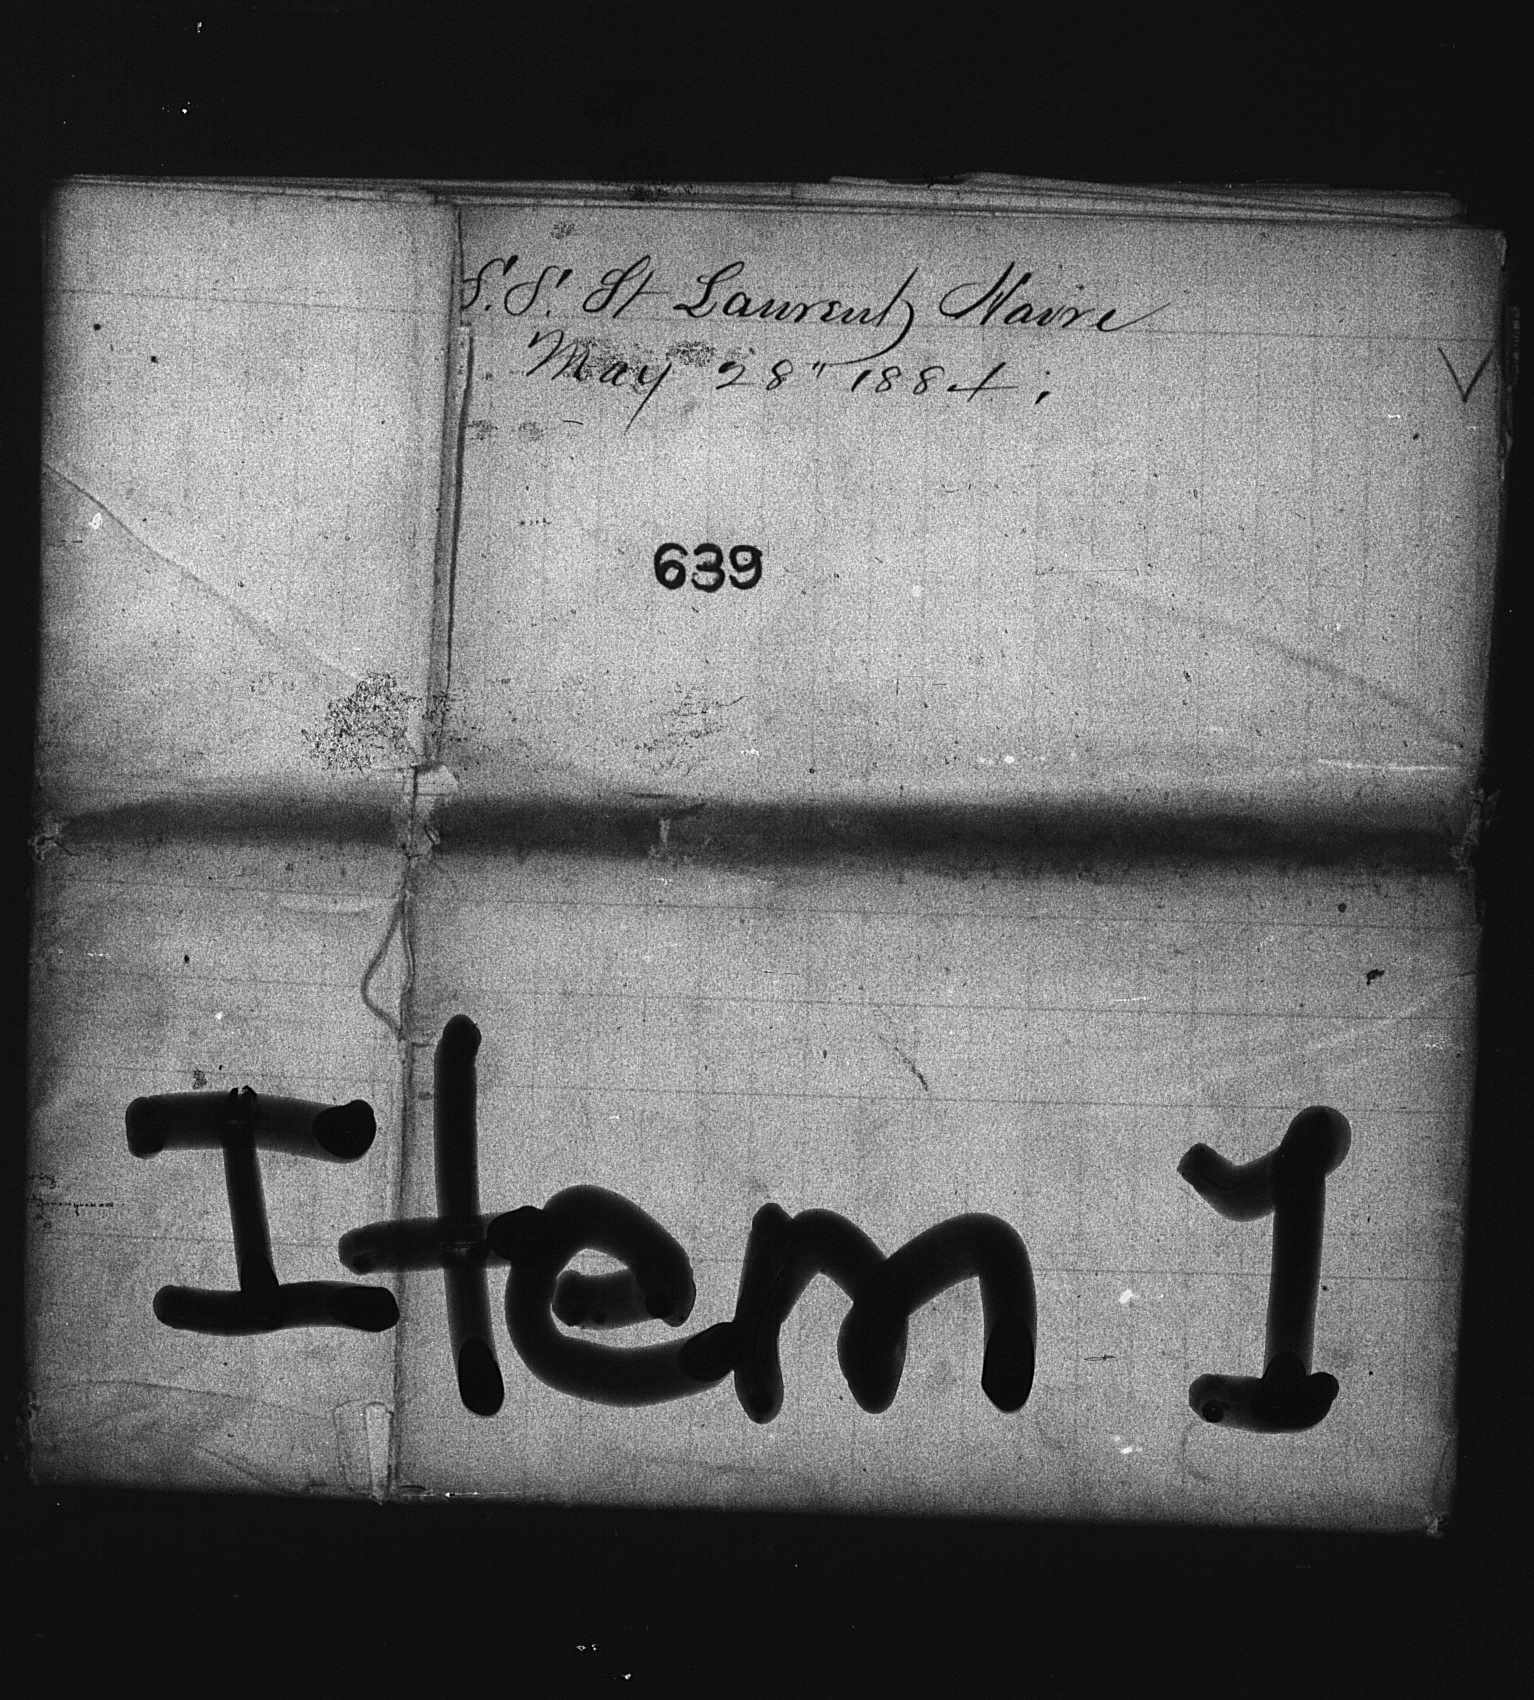 S.S. St Laurent, Havre
May 28" 1884.
639
Item 1